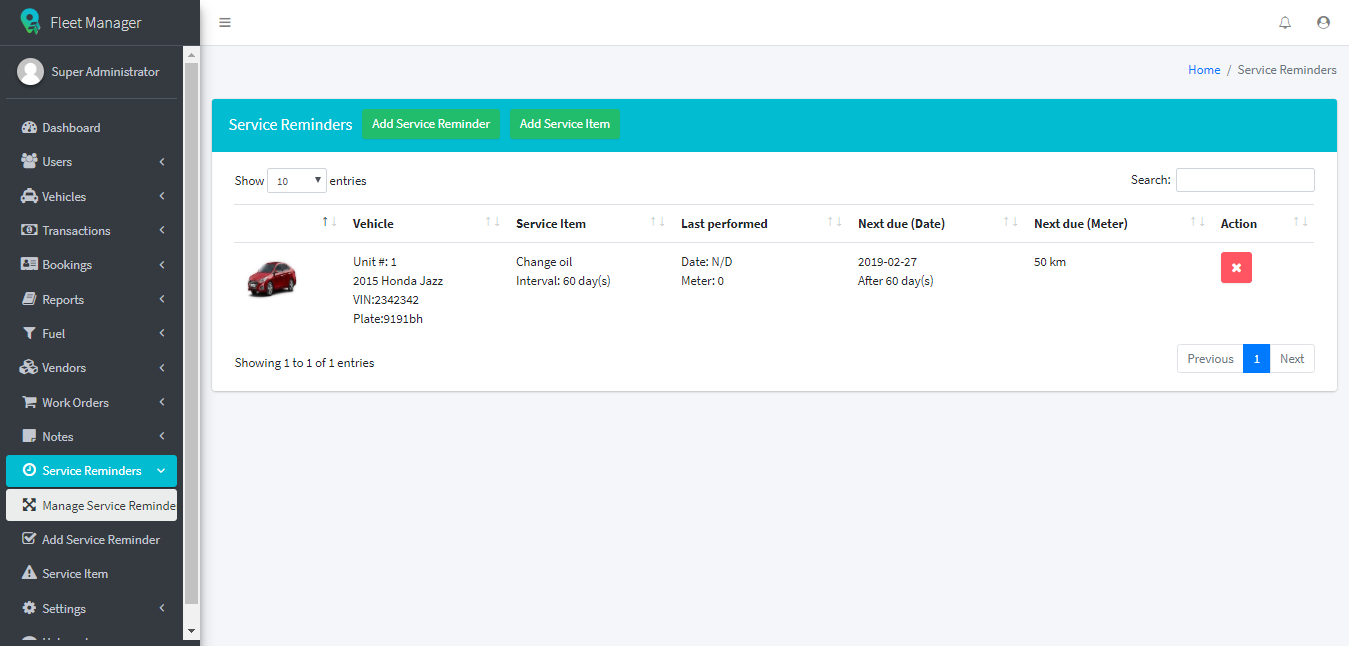 Fleet Manager
Super Administrator
Dashboard
Users
Vehicles
Transactions
Bookings
Reports
Fuel
Vendors
Work Orders
Notes
Service Reminders
Manage Service Reminde
Add Service Reminder
Service Item
Settings
Home / Service Reminders
Service Reminders Add Service Reminder Add Service Item
Show 10 entries Search:
Vehicle Service Item Last performed Next due (Date) Next due (Meter) Action
Unit #: 1 Change oil Date: N/D 2019-02-27 50 km
2015 Honda Jazz Interval: 60 day(s) Meter: 0 After 60 day(s)
VIN:2342342
Plate:9191bh
Showing 1 to 1 of 1 entries Previous 1 Next